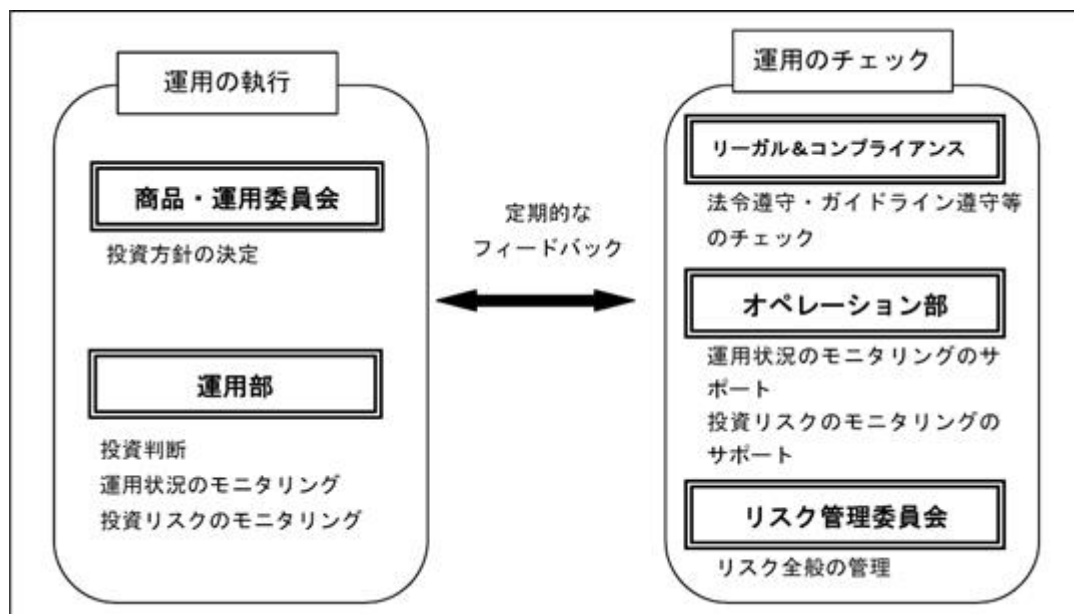 運用の執行
商品・運用委員会
投資方針の決定
運用部
投資判断
運用状況のモニタリング
投資リスクのモニタリング
定期的な
フィードバック
運用のチェック
リーガル&コンプライアンス
法令遵守・ガイドライン遵守等
のチェック
オペレーション部
運用状況のモニタリングのサ
ポート
投資リスクのモニタリングの
サポート
リスク管理委員会
リスク全般の管理